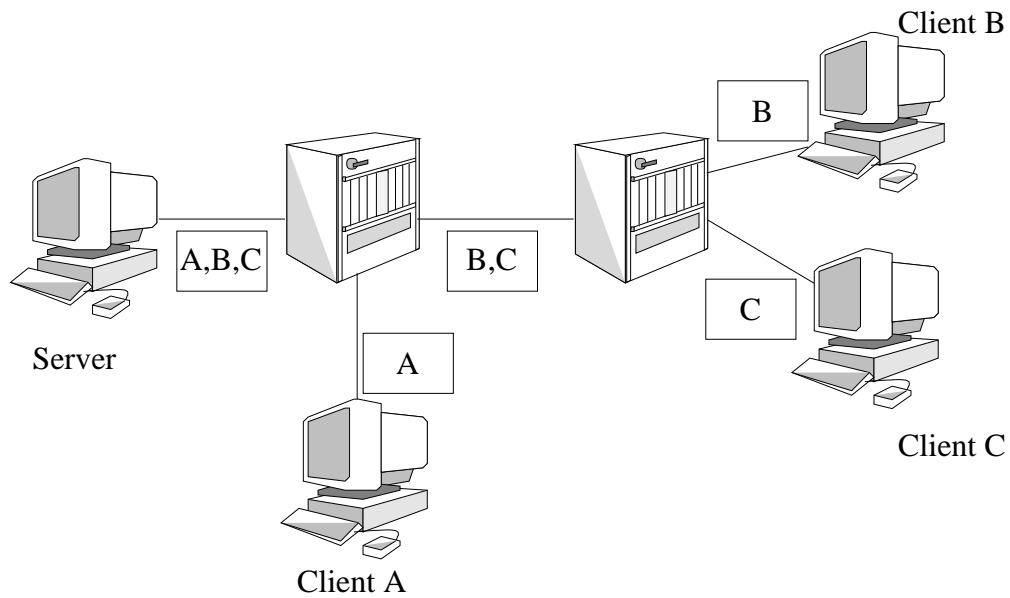 Client B
B
A,B,C
B,C
C
Server
A
Client C
Client A